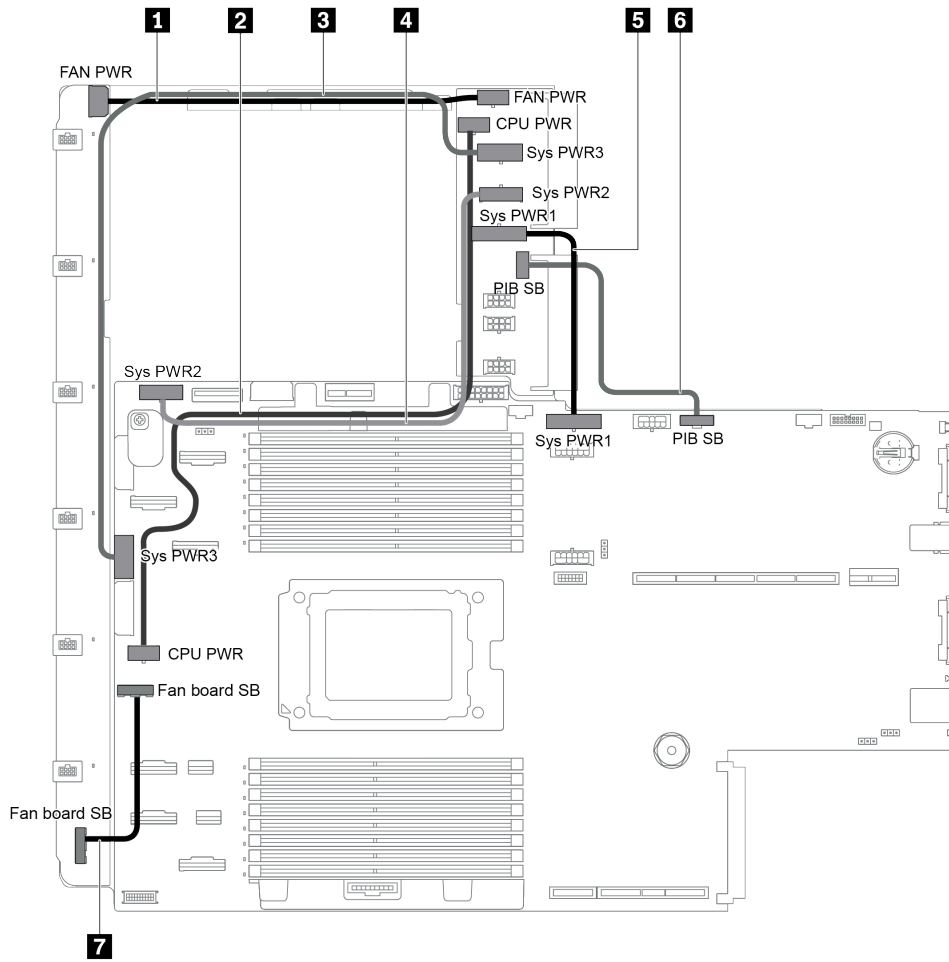 1
2
3
4
5
6
FAN PWR
FAN PWR
CPU PWR
Sys PWR3
Sys PWR2
Sys PWR1
PIB SB
Sys PWR2
Sys PWR1
PIB SB
Sys PWR3
CPU PWR
Fan board SB
Fan board SB
7